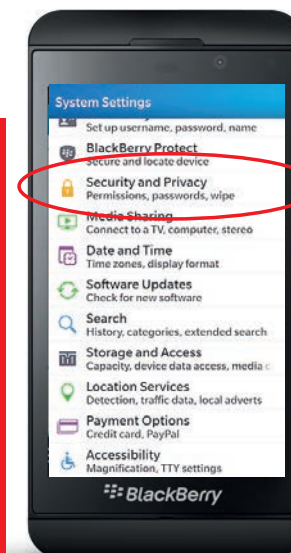 System Settings
Set up username, password, name
BlackBerry Protect
Secure and locate device
Security and Privacy
Permissions, passwords, wipe
Media Sharing
Connect to a TV, computer, stereo
Date and Time
Time zones, display format
Software Updates
Check for new software
Search
History, categories, extended search
Storage and Access
Capacity, device data access, media
Location Services
Detection, traffic data, local adverts
Payment Options
Credit card, PayPal
Accessibility
Magnification, TTY settings
BlackBerry